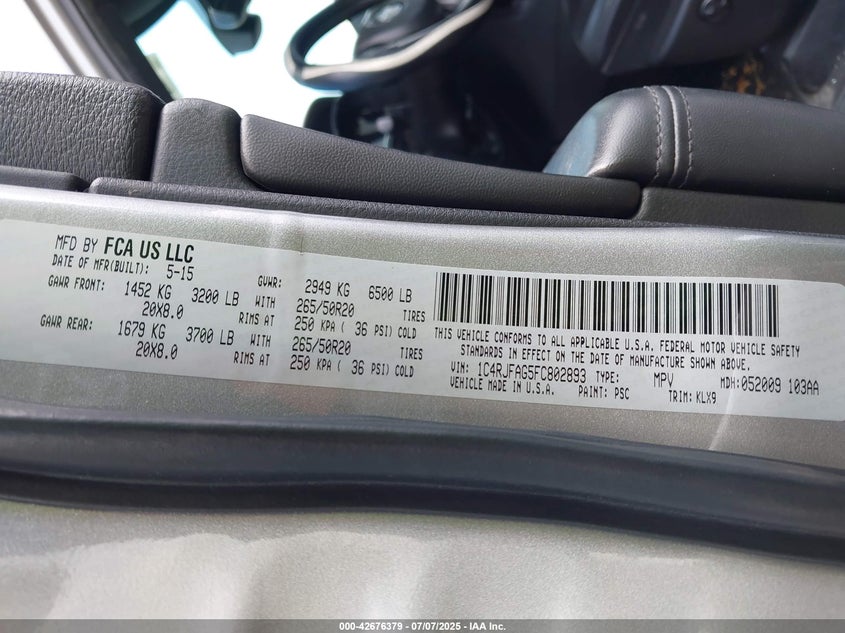 MFD BY FCA US LLC
DATE OF MFR(BUILT): 5-15
GVWR: 2949 KG 6500 LB
GAWR FRONT: 1452 KG 3200 LB WITH 265/50R20 TIRES
20X8.0 RIMS AT 250 KPA ( 36 PSI) COLD
GAWR REAR: 1679 KG 3700 LB WITH 265/50R20 TIRES
20X8.0 RIMS AT 250 KPA ( 36 PSI) COLD
THIS VEHICLE CONFORMS TO ALL APPLICABLE U.S.A. FEDERAL MOTOR VEHICLE SAFETY
STANDARDS IN EFFECT ON THE DATE OF MANUFACTURE SHOWN ABOVE.
VIN: 1C4RJFAG5FC802893 TYPE: MPV MDH:052009 103AA
VEHICLE MADE IN U.S.A. PAINT: PSC TRIM: KLX9
000-42676379 - 07/07/2025 - IAA Inc.